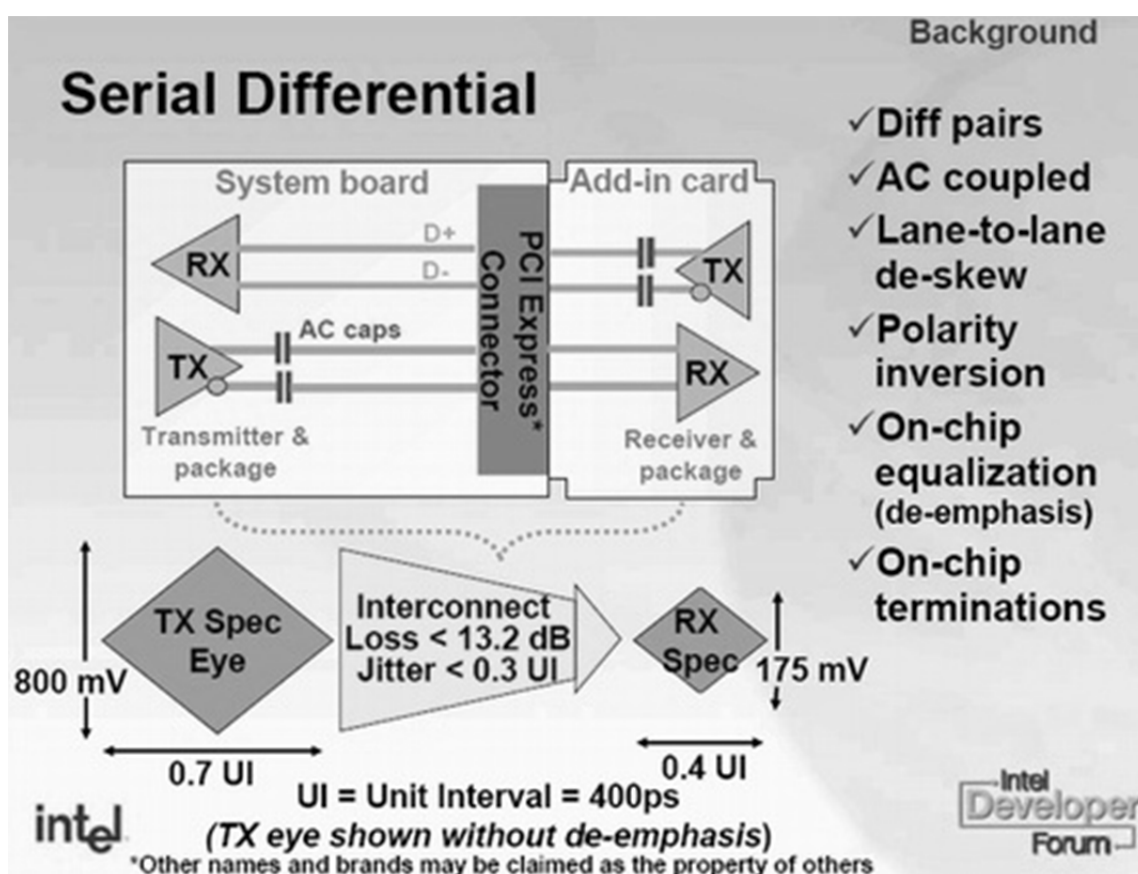 Background
Serial Differential
System board
Add-in card
D+
D-
RX
TX
PCI Express*
Connector
AC caps
TX
RX
Transmitter &
package
Receiver &
package
✓Diff pairs
✓AC coupled
✓Lane-to-lane
de-skew
✓Polarity
inversion
✓On-chip
equalization
(de-emphasis)
✓On-chip
terminations
800 mV
TX Spec
Eye
0.7 UI
Interconnect
Loss < 13.2 dB
Jitter < 0.3 UI
RX
Spec
175 mV
0.4 UI
UI = Unit Interval = 400ps
(TX eye shown without de-emphasis)
*Other names and brands may be claimed as the property of others
intel
Intel
Developer
Forum